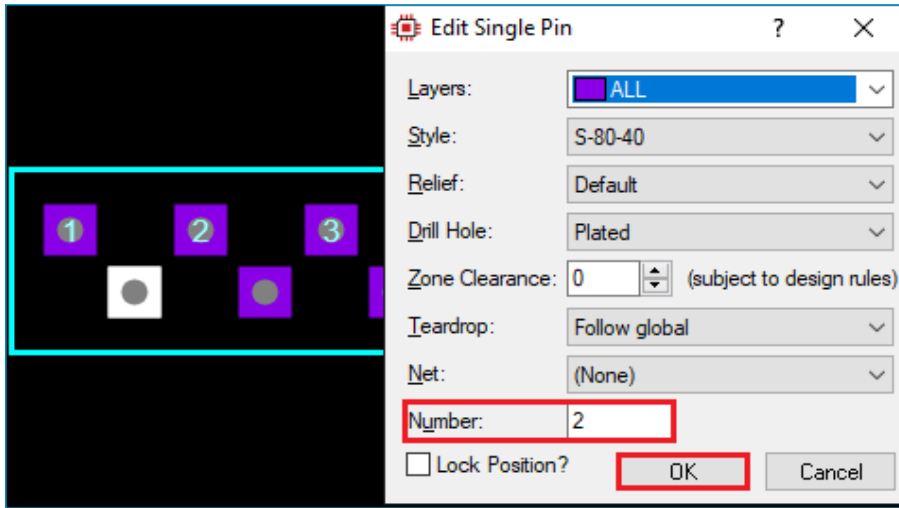 Edit Single Pin ?
Layers: ALL
Style: S-80-40
Relief: Default
Drill Hole: Plated
Zone Clearance: 0 (subject to design rules)
Teardrop: Follow global
Net: (None)
Number: 2
Lock Position?
OK Cancel
1 2 3